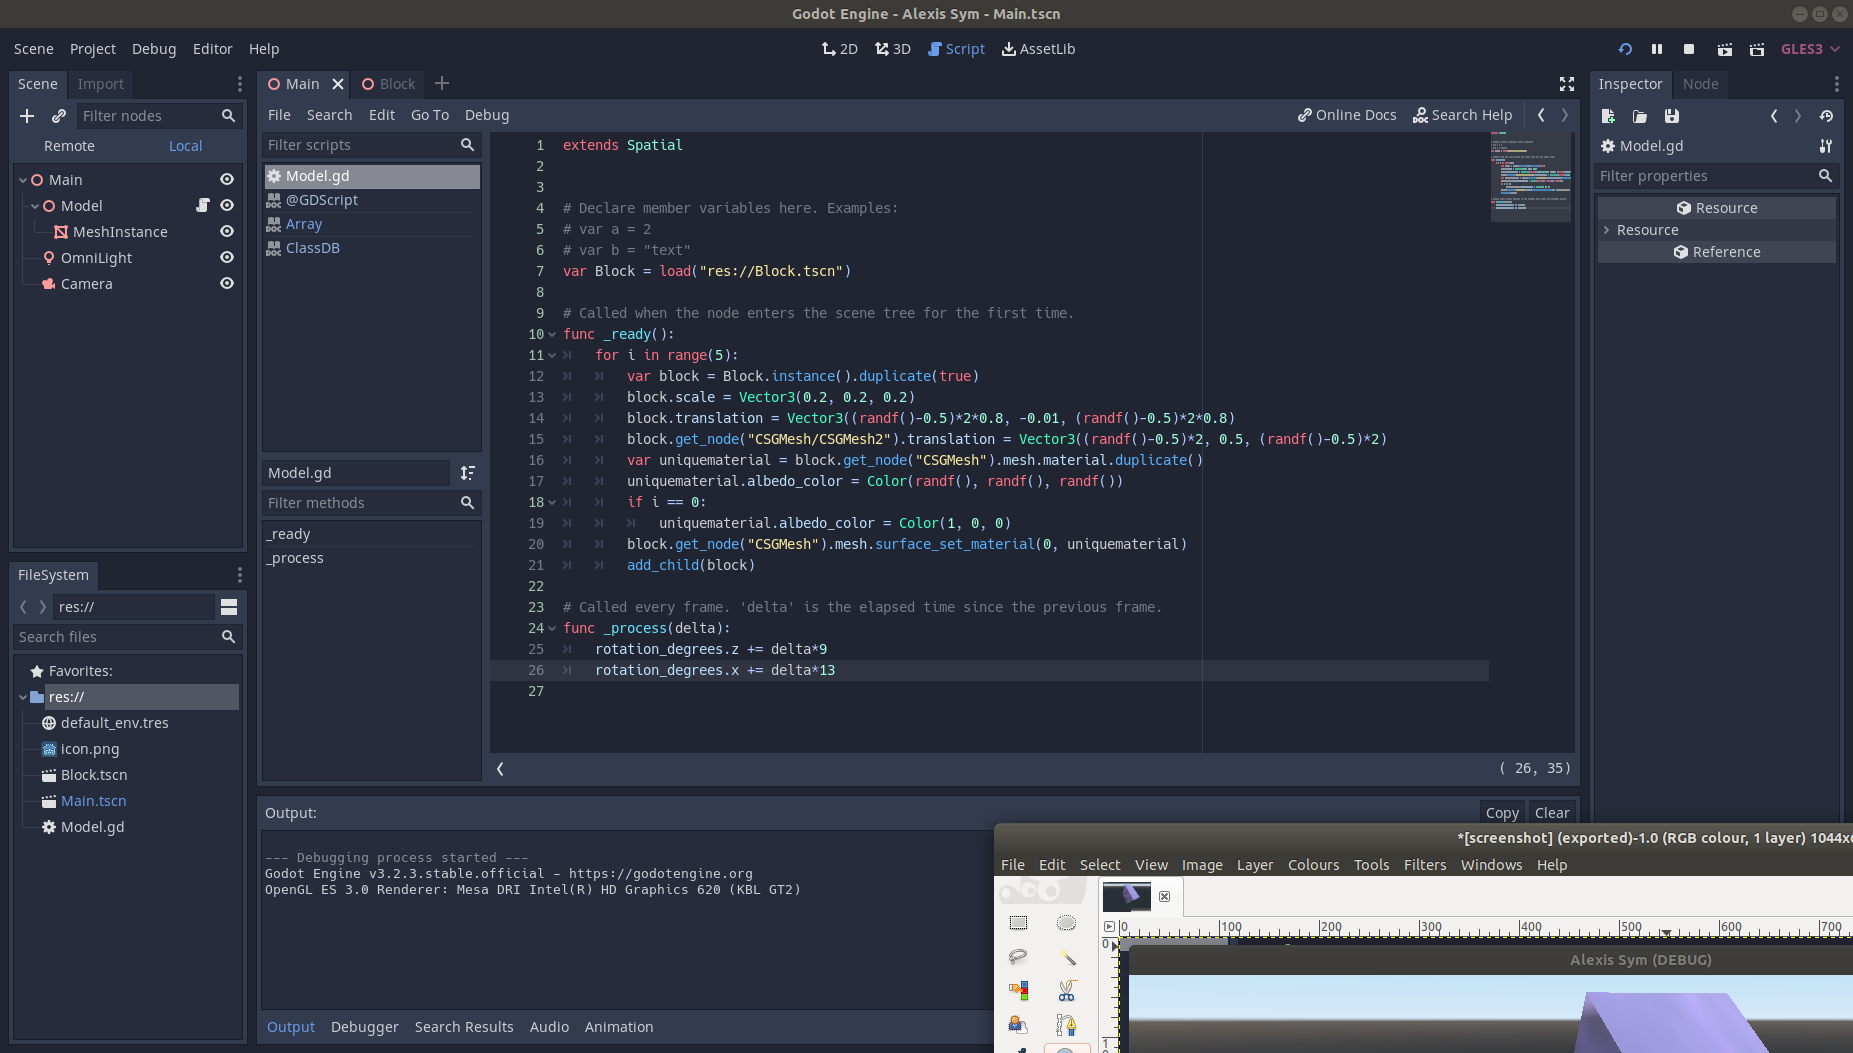 Godot Engine - Alexis Sym - Main.tscn
Scene Project Debug Editor Help
2D 3D Script AssetLib
GLES3
Scene Import
Filter nodes
Remote Local
Main
Model
MeshInstance
OmniLight
Camera
FileSystem
res://
Search files
Favorites:
res://
default_env.tres
icon.png
Block.tscn
Main.tscn
Model.gd
Main Block
File Search Edit Go To Debug
Online Docs Search Help
Filter scripts
Model.gd
@GDScript
Array
ClassDB
Model.gd
Filter methods
_ready
_process
1 extends Spatial
2
3
4 # Declare member variables here. Examples:
5 # var a = 2
6 # var b = "text"
7 var Block = load("res://Block.tscn")
8
9 # Called when the node enters the scene tree for the first time.
10 func _ready():
11 for i in range(5):
12 var block = Block.instance().duplicate(true)
13 block.scale = Vector3(0.2, 0.2, 0.2)
14 block.translation = Vector3((randf()-0.5)*2*0.8, -0.01, (randf()-0.5)*2*0.8)
15 block.get_node("CSGMesh/CSGMesh2").translation = Vector3((randf()-0.5)*2, 0.5, (randf()-0.5)*2)
16 var uniquematerial = block.get_node("CSGMesh").mesh.material.duplicate()
17 uniquematerial.albedo_color = Color(randf(), randf(), randf())
18 if i == 0:
19 uniquematerial.albedo_color = Color(1, 0, 0)
20 block.get_node("CSGMesh").mesh.surface_set_material(0, uniquematerial)
21 add_child(block)
22
23 # Called every frame. 'delta' is the elapsed time since the previous frame.
24 func _process(delta):
25 rotation_degrees.z += delta*9
26 rotation_degrees.x += delta*13
27
( 26, 35)
Output:
Copy Clear
--- Debugging process started ---
Godot Engine v3.2.3.stable.official - https://godotengine.org
OpenGL ES 3.0 Renderer: Mesa DRI Intel(R) HD Graphics 620 (KBL GT2)
Output Debugger Search Results Audio Animation
Inspector Node
Model.gd
Filter properties
Resource
Resource
Reference
*[screenshot] (exported)-1.0 (RGB colour, 1 layer) 1044x
File Edit Select View Image Layer Colours Tools Filters Windows Help
0 100 200 300 400 500 600 700
0
Alexis Sym (DEBUG)
1